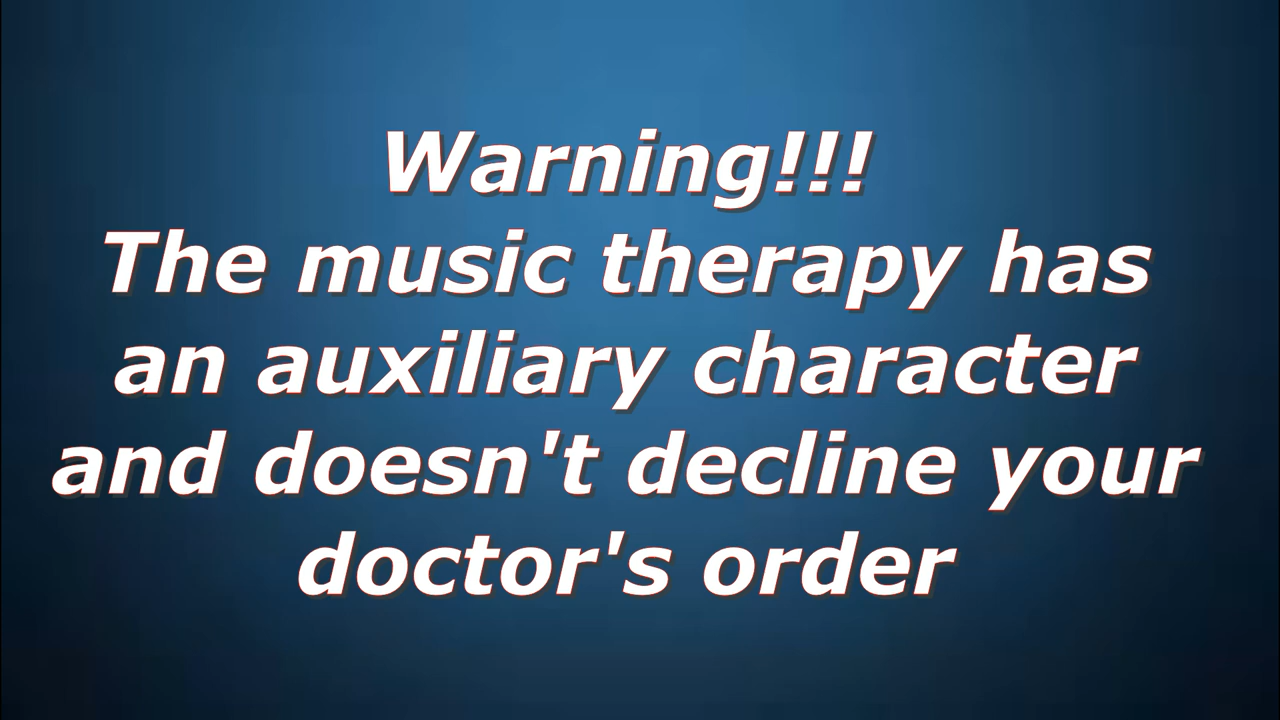 Warning!!!
The music therapy has
an auxiliary character
and doesn't decline your
doctor's order